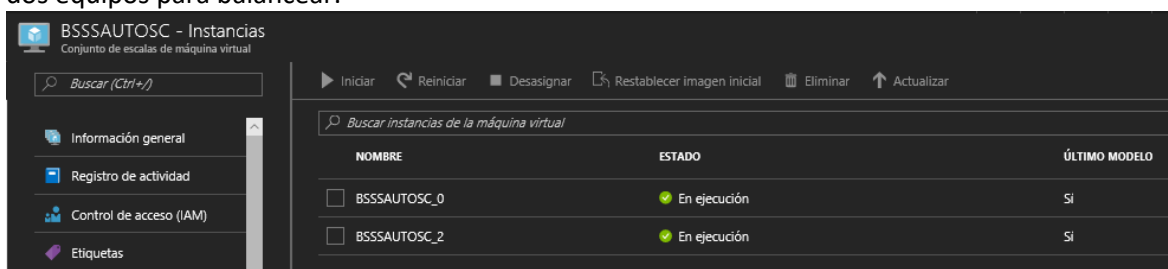 dos equipos para balancear.
BSSSAUTOSC - Instancias
Conjunto de escalas de máquina virtual
Buscar (Ctrl+/)
Iniciar Reiniciar Desasignar Restablecer imagen inicial Eliminar Actualizar
Buscar instancias de la máquina virtual
Información general
NOMBRE ESTADO ÚLTIMO MODELO
Registro de actividad
BSSSAUTOSC_0 En ejecución Sí
Control de acceso (IAM)
BSSSAUTOSC_2 En ejecución Sí
Etiquetas